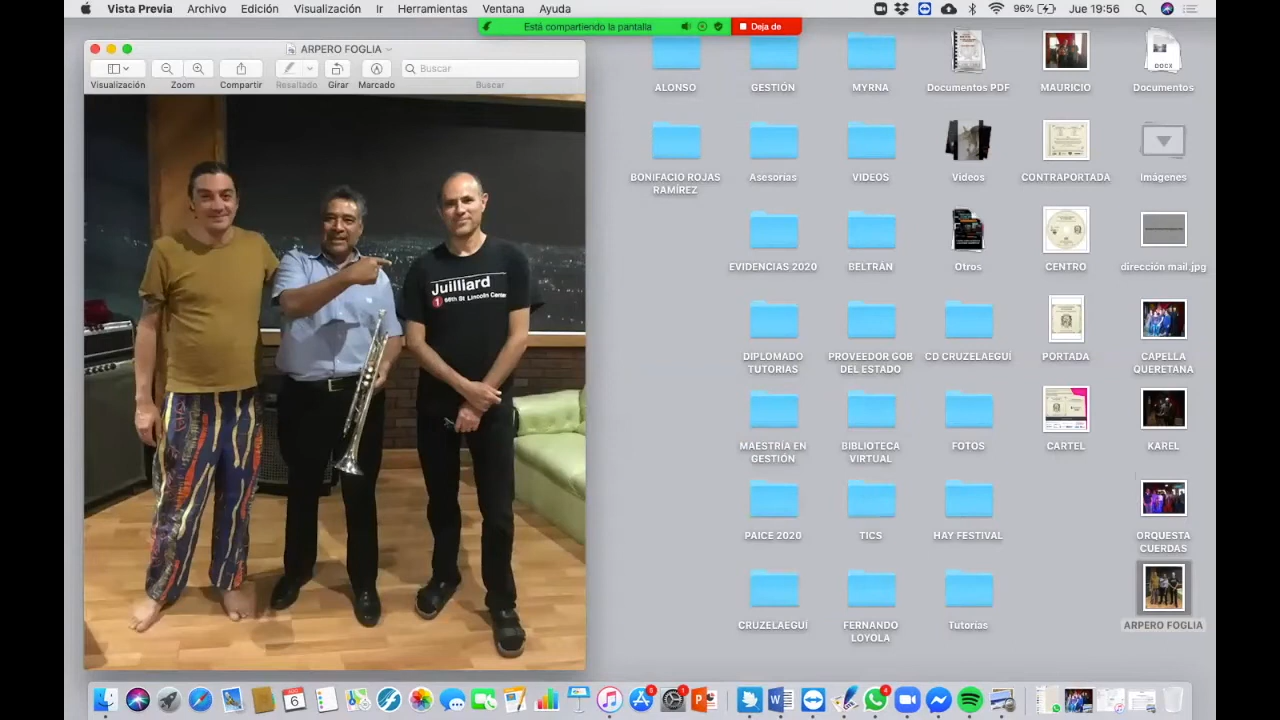 Vista Previa Archivo Edición Visualización Ir Herramientas Ventana Ayuda
96% Jue 19:56
Está compartiendo la pantalla
Deja de
ARPERO FOGLIA
Buscar
Visualización Zoom Compartir Resaltado Girar Marcado Buscar
Juilliard
1 66th St. Lincoln Center
ALONSO GESTIÓN MYRNA Documentos PDF MAURICIO Documentos
DOCX
BONIFACIO ROJAS
RAMÍREZ
Asesorías VIDEOS Videos CONTRAPORTADA Imágenes
EVIDENCIAS 2020 BELTRÁN Otros CENTRO dirección mail.jpg
DIPLOMADO
TUTORIAS
PROVEEDOR GOB
DEL ESTADO
CD CRUZELAEGUÍ PORTADA
CAPELLA
QUERETANA
MAESTRÍA EN
GESTIÓN
BIBLIOTECA
VIRTUAL
FOTOS CARTEL KAREL
PAICE 2020 TICS HAY FESTIVAL
ORQUESTA
CUERDAS
CRUZELAEGUÍ
FERNANDO
LOYOLA
Tutorías ARPERO FOGLIA
6